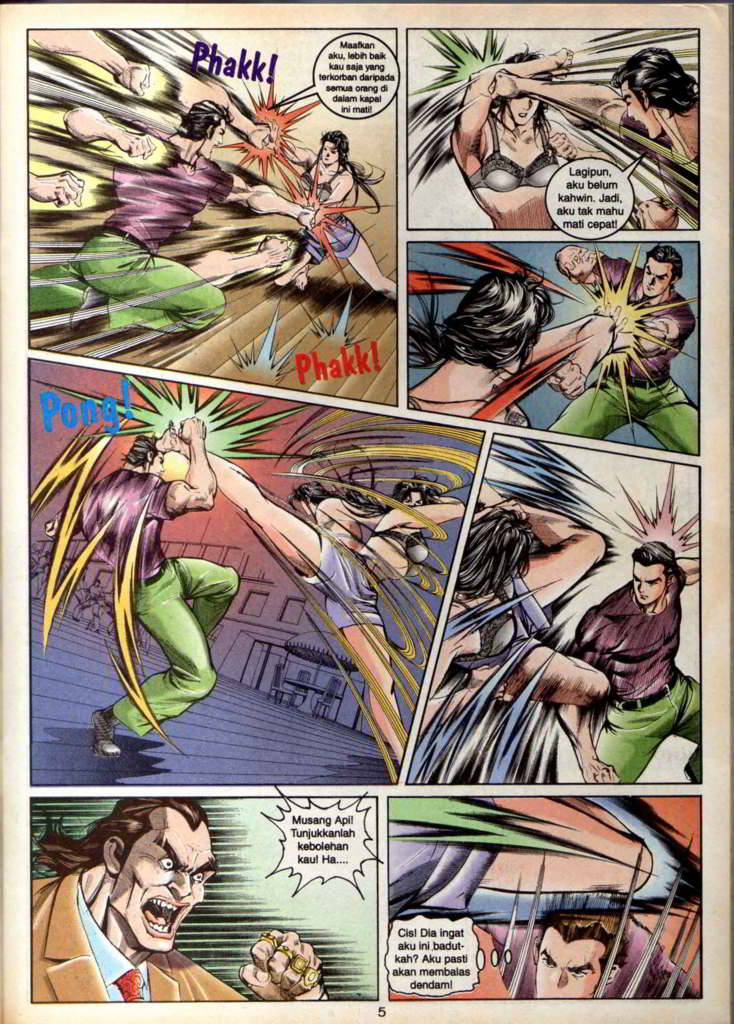 Phakk!
Maafkan
aku, lebih baik
kau saja yang
terkorban daripada
semua orang di
dalam kapal
ini mati!
Phakk!
Lagipun,
aku belum
kahwin. Jadi,
aku tak mahu
mati cepat!
Pong!
Musang Api!
Tunjukkanlah
kebolehan
kau! Ha....
Cis! Dia ingat
aku ini badut-
kah? Aku pasti
akan membalas
dendam!
5